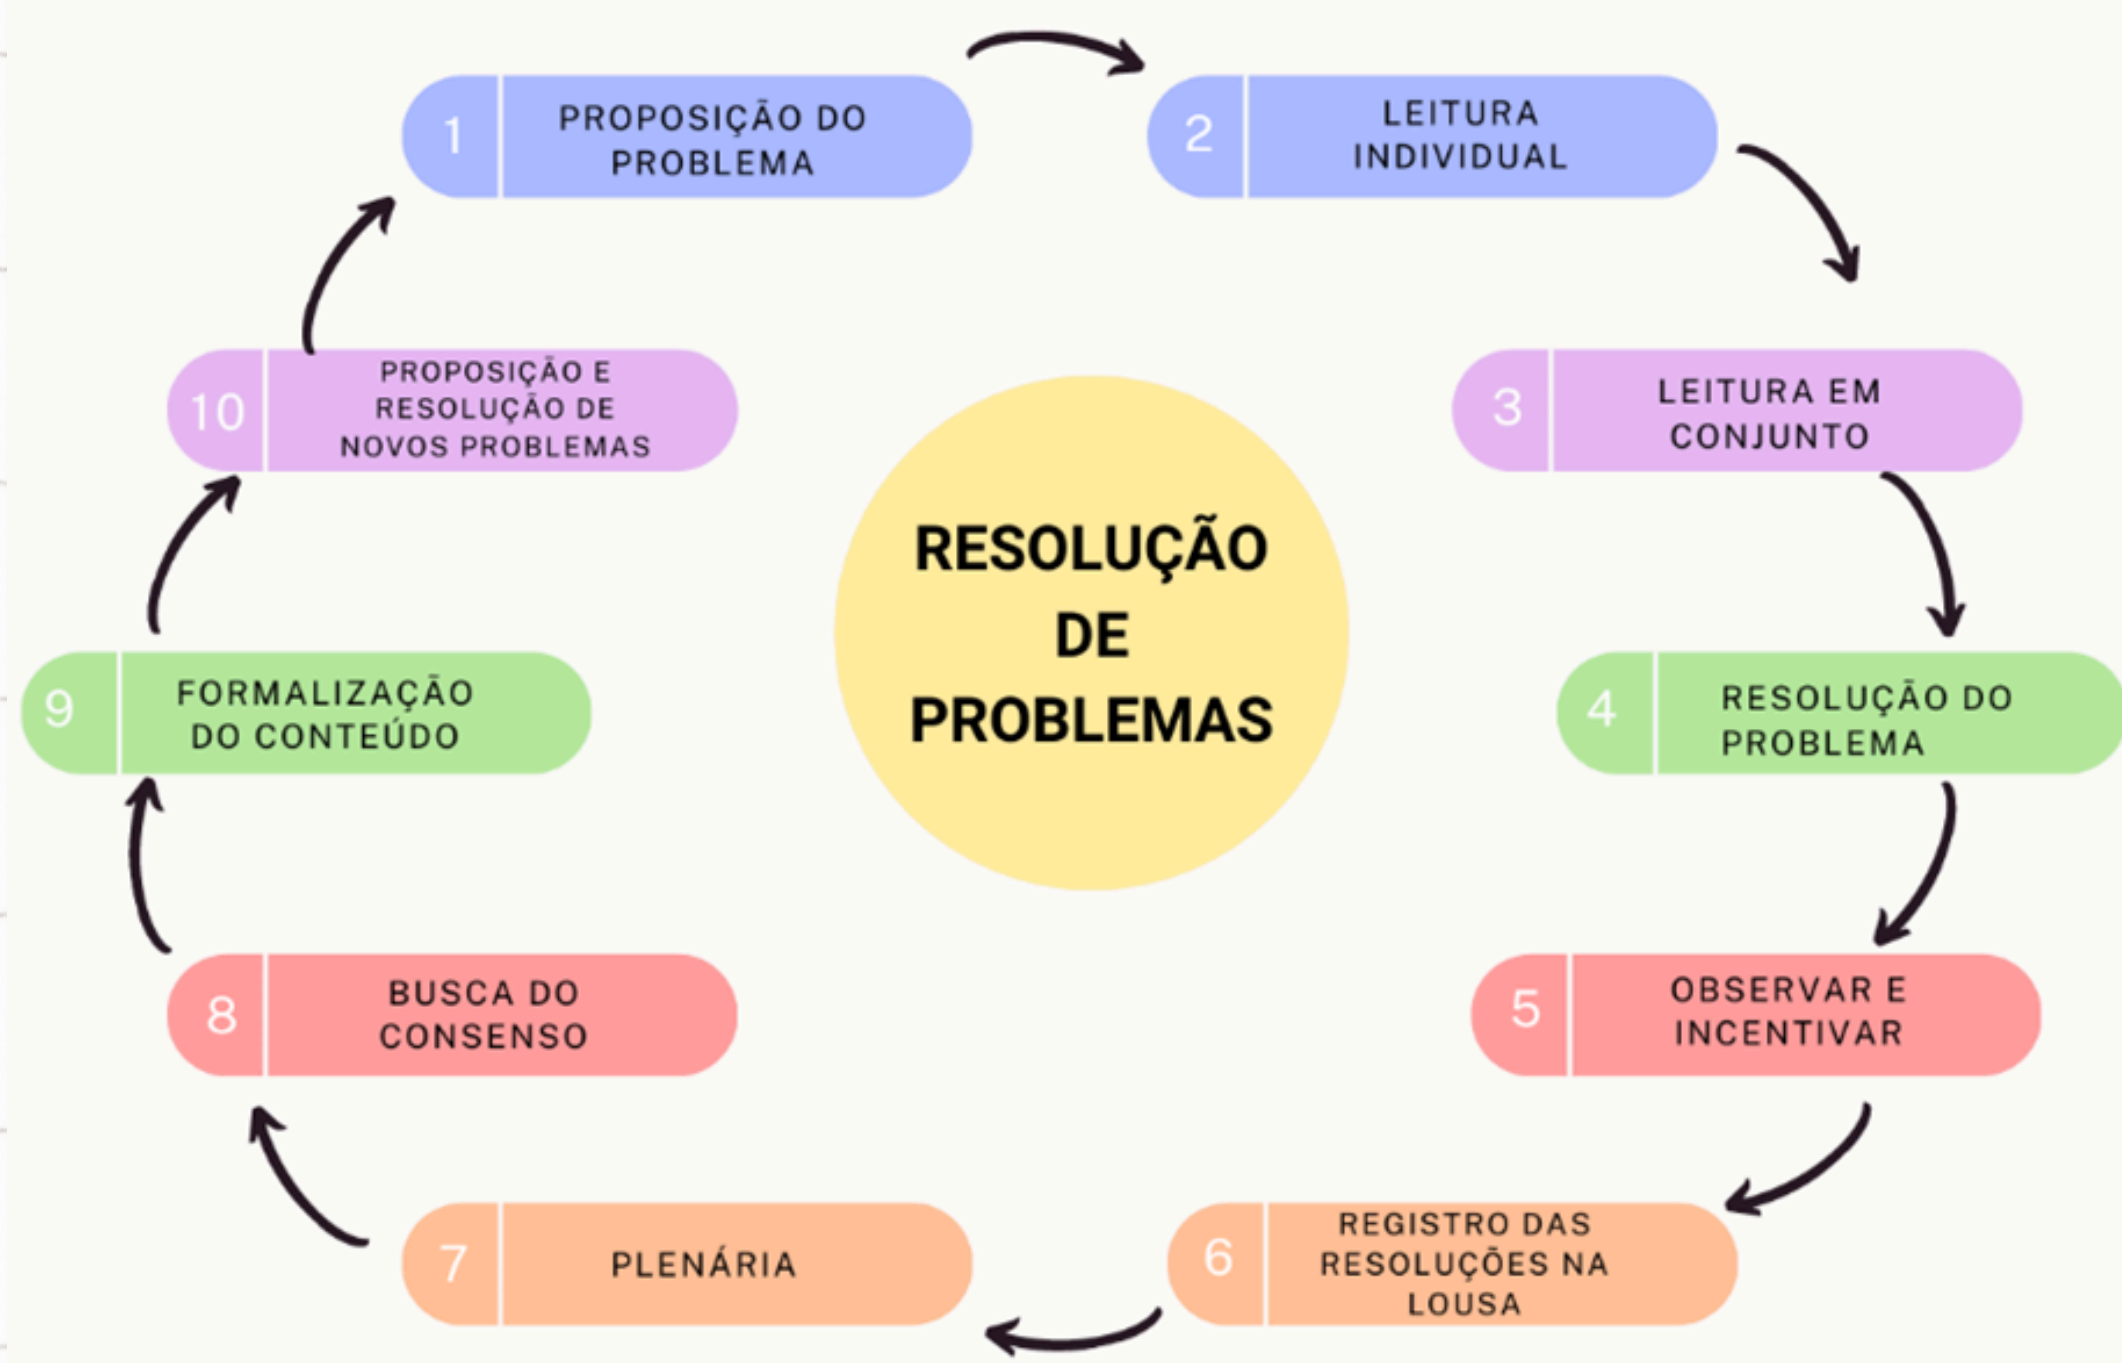 1
PROPOSIÇÃO DO
PROBLEMA
2
LEITURA
INDIVIDUAL
3
LEITURA EM
CONJUNTO
4
RESOLUÇÃO DO
PROBLEMA
5
OBSERVAR E
INCENTIVAR
6
REGISTRO DAS
RESOLUÇÕES NA
LOUSA
7
PLENÁRIA
8
BUSCA DO
CONSENSO
9
FORMALIZAÇÃO
DO CONTEÚDO
10
PROPOSIÇÃO E
RESOLUÇÃO DE
NOVOS PROBLEMAS
RESOLUÇÃO
DE
PROBLEMAS